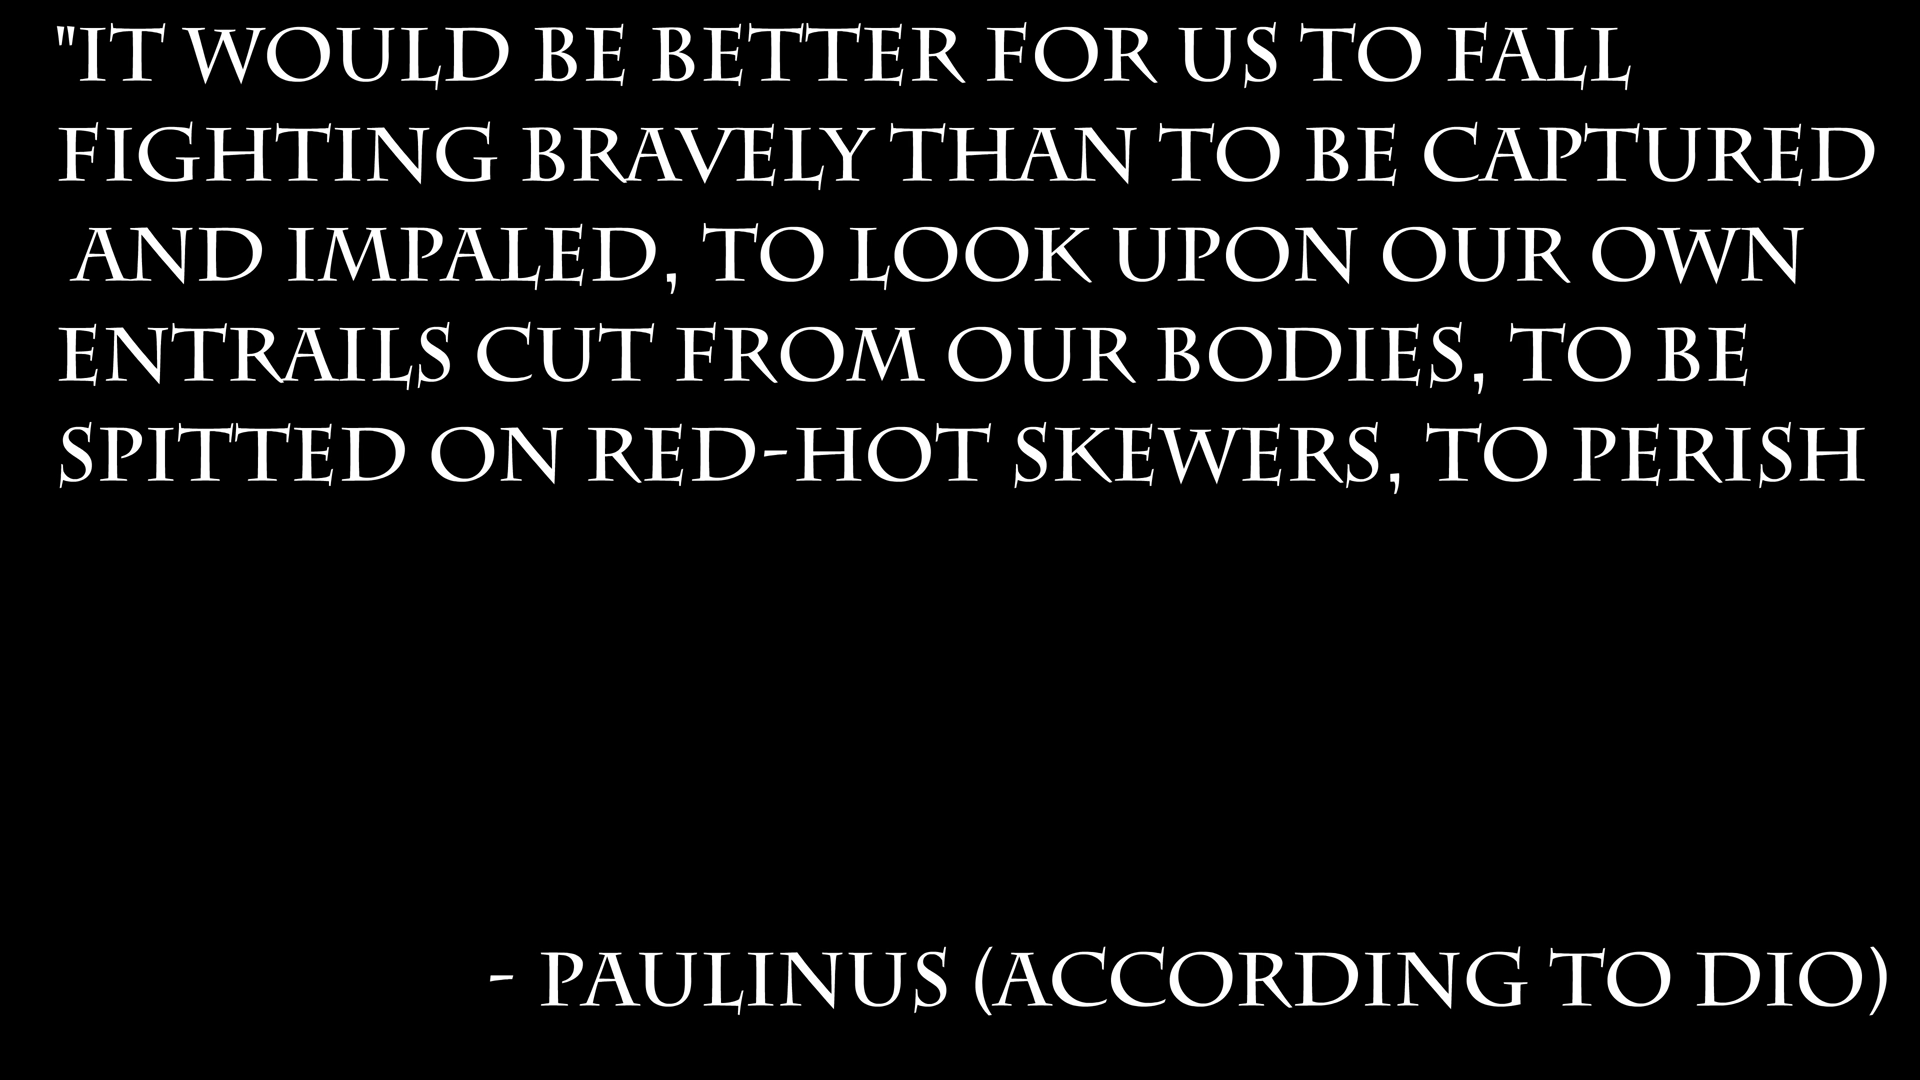 "IT WOULD BE BETTER FOR US TO FALL
FIGHTING BRAVELY THAN TO BE CAPTURED
AND IMPALED, TO LOOK UPON OUR OWN
ENTRAILS CUT FROM OUR BODIES, TO BE
SPITTED ON RED-HOT SKEWERS, TO PERISH
- PAULINUS (ACCORDING TO DIO)